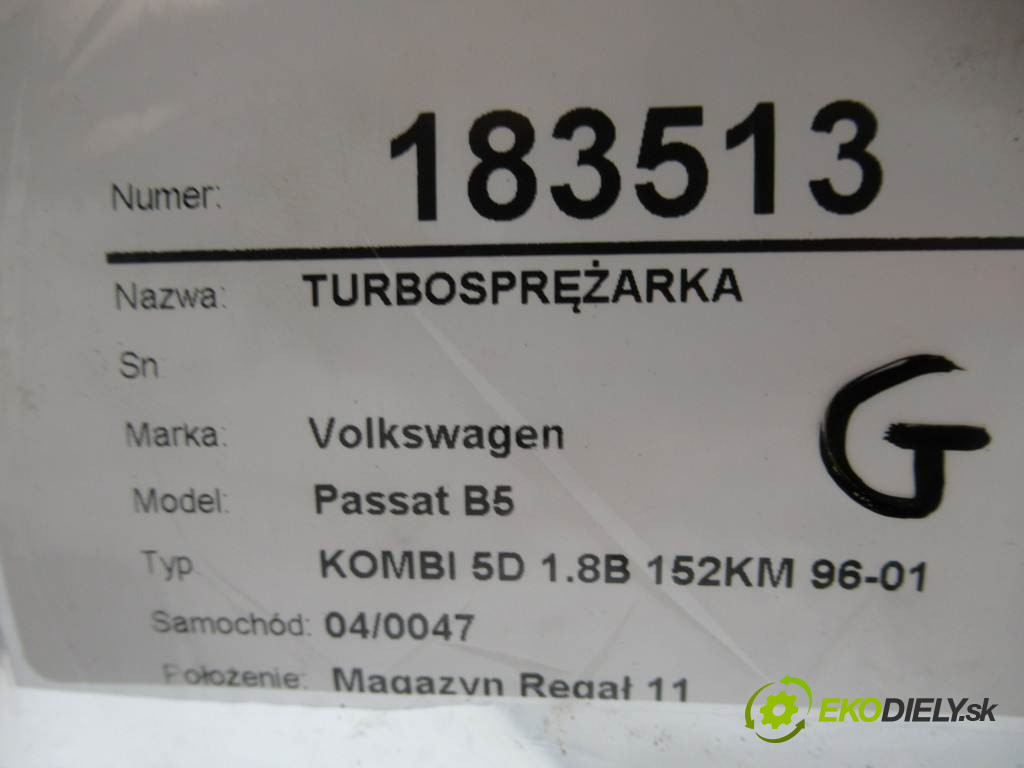 Numer: 183513
Nazwa: TURBOSPRĘŻARKA
Sn
Marka: Volkswagen
G
Model: Passat B5
Typ KOMBI 5D 1.8B 152KM 96-01
Samochód: 04/0047
Położenie: Magazyn Regał 11
EKODIELY.sk